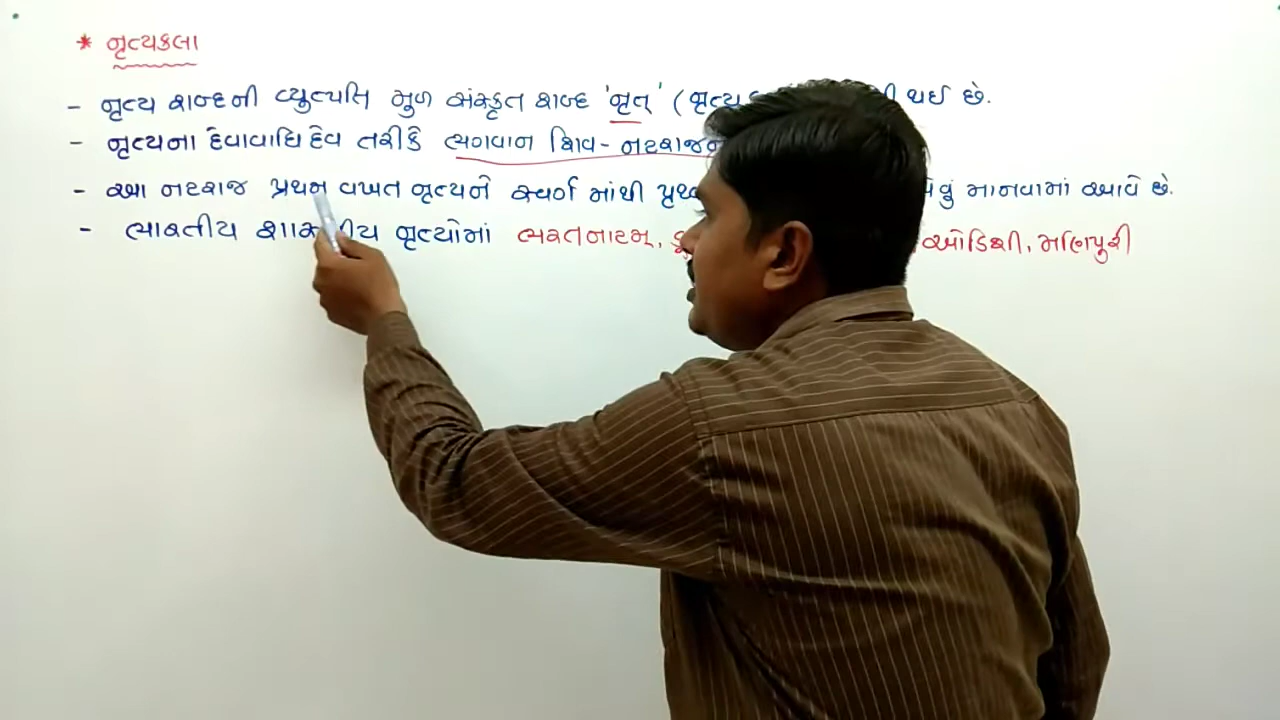 * નૃત્યકલા
- નૃત્ય શબ્દની વ્યુત્પત્તિ મુળ સંસ્કૃત શબ્દ 'નૃત્' (નૃત્ય થઈ છે.
- નૃત્યના દેવાધિદેવ તરીકે ભગવાન શિવ - નટરાજ
- આ નટરાજ પ્રથમ વખત નૃત્યને સ્વર્ગ માંથી માનવામાં આવે છે.
- ભારતીય નૃત્યોમાં ભરતનાટમ્, ઓડિશી, મણિપુરી